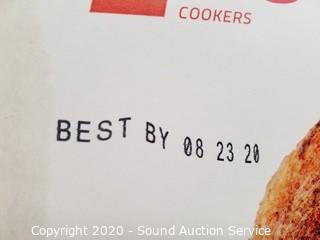 COOKERS
BEST BY 08 23 20
Copyright 2020 - Sound Auction Service